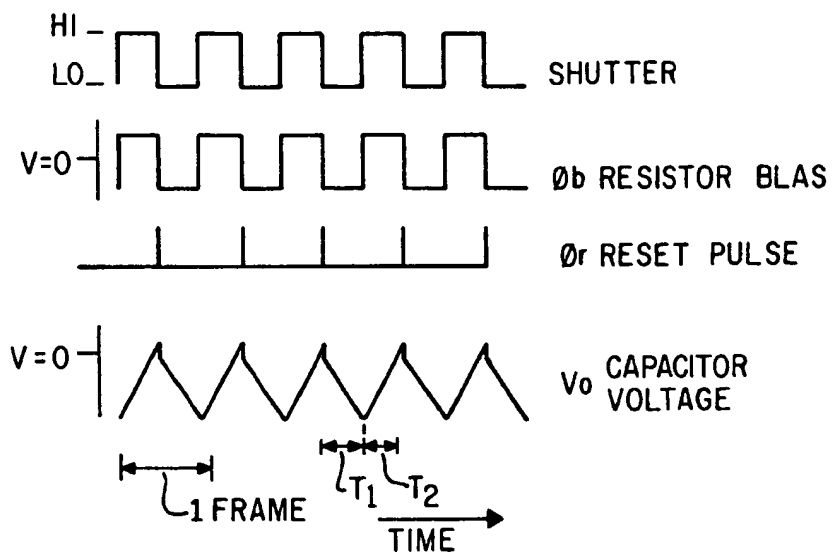 HI
LO
SHUTTER
V=0
Øb RESISTOR BLAS
Ør RESET PULSE
V=0
Vo CAPACITOR
VOLTAGE
T1
T2
1 FRAME
TIME